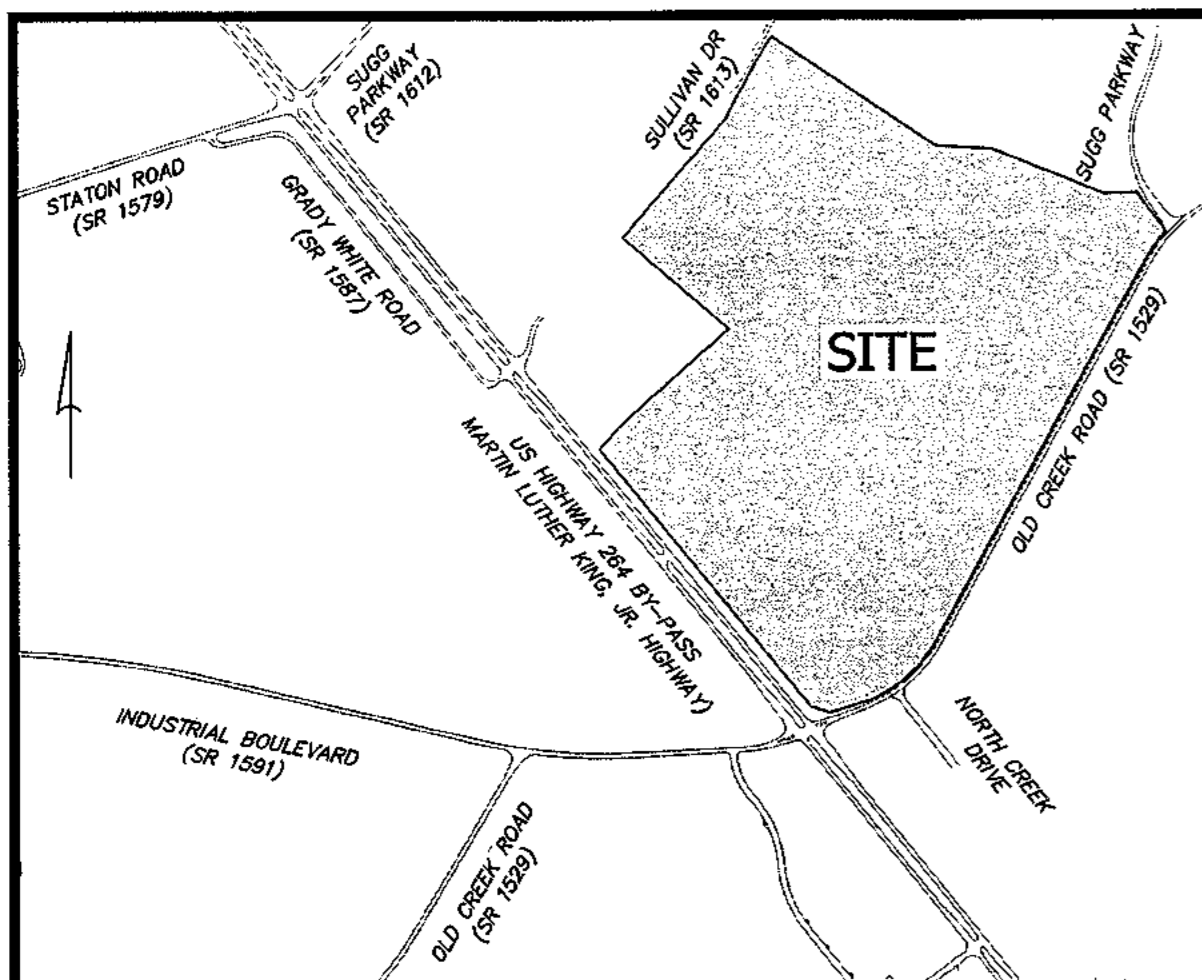 SUGG
PARKWAY
(SR 1612)
SULLIVAN DR
(SR 1613)
SUGG PARKWAY
STATON ROAD
(SR 1579)
GRADY WHITE ROAD
(SR 1587)
SITE
OLD CREEK ROAD (SR 1529)
US HIGHWAY 264 BY-PASS
MARTIN LUTHER KING, JR. HIGHWAY)
INDUSTRIAL BOULEVARD
(SR 1591)
NORTH CREEK
DRIVE
OLD CREEK ROAD
(SR 1529)